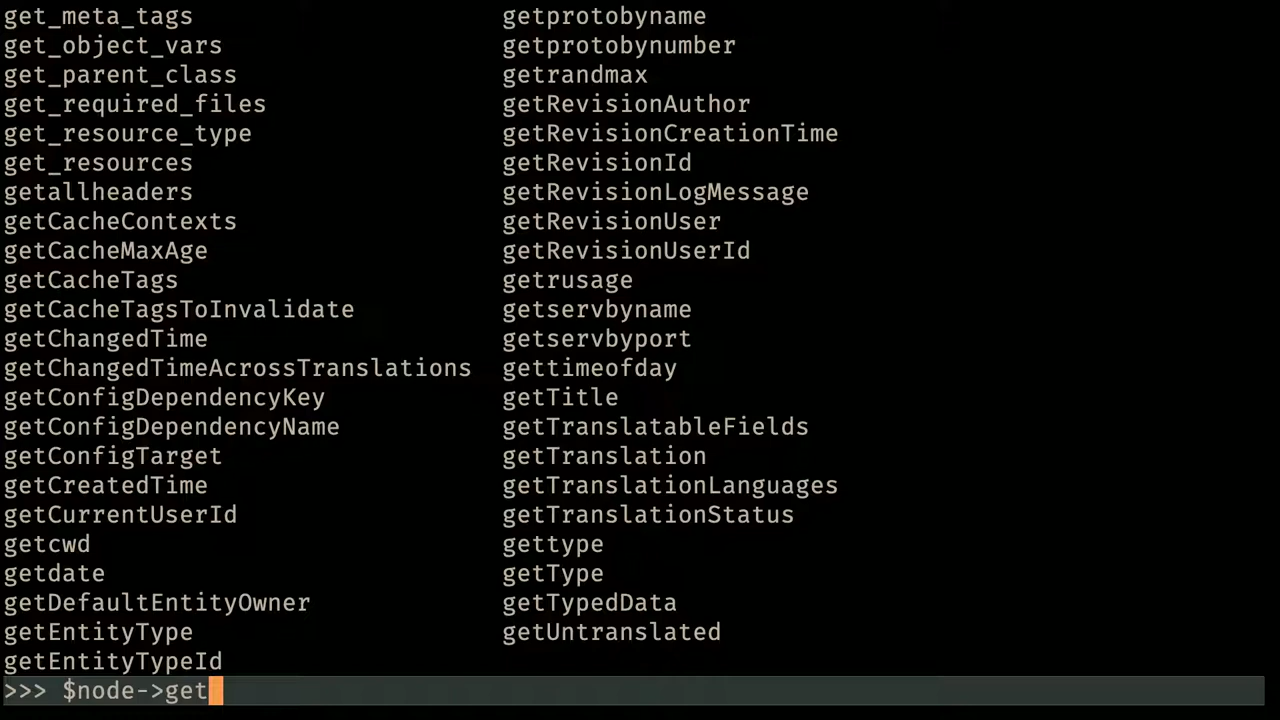 get_meta_tags getprotobyname
get_object_vars getprotobynumber
get_parent_class getrandmax
get_required_files getRevisionAuthor
get_resource_type getRevisionCreationTime
get_resources getRevisionId
getallheaders getRevisionLogMessage
getCacheContexts getRevisionUser
getCacheMaxAge getRevisionUserId
getCacheTags getrusage
getCacheTagsToInvalidate getservbyname
getChangedTime getservbyport
getChangedTimeAcrossTranslations gettimeofday
getConfigDependencyKey getTitle
getConfigDependencyName getTranslatableFields
getConfigTarget getTranslation
getCreatedTime getTranslationLanguages
getCurrentUserId getTranslationStatus
getcwd gettype
getdate getType
getDefaultEntityOwner getTypedData
getEntityType getUntranslated
getEntityTypeId
>>> $node->get